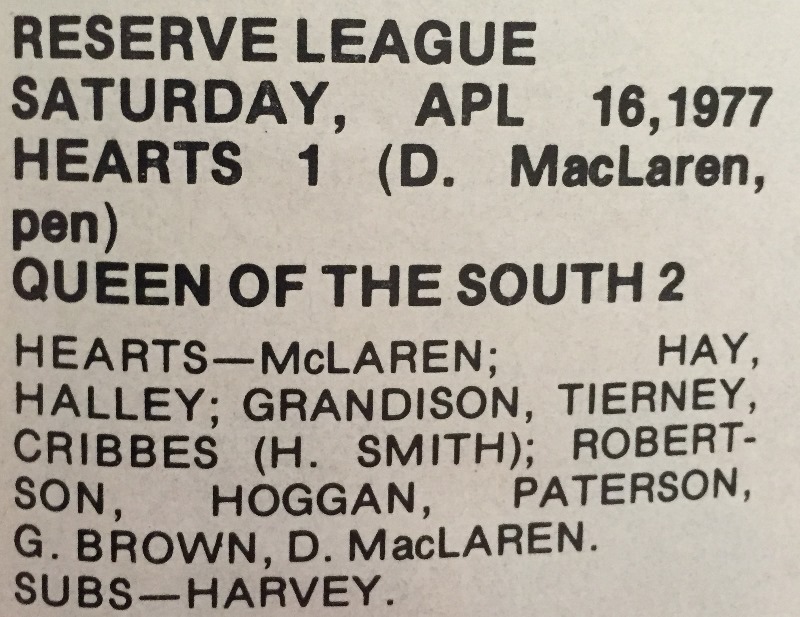 RESERVE LEAGUE
SATURDAY, APL 16,1977
HEARTS 1 (D. MacLaren,
pen)
QUEEN OF THE SOUTH 2
HEARTS—McLAREN; HAY,
HALLEY; GRANDISON, TIERNEY,
CRIBBES (H. SMITH); ROBERT-
SON, HOGGAN, PATERSON,
G. BROWN, D. MacLAREN.
SUBS—HARVEY.